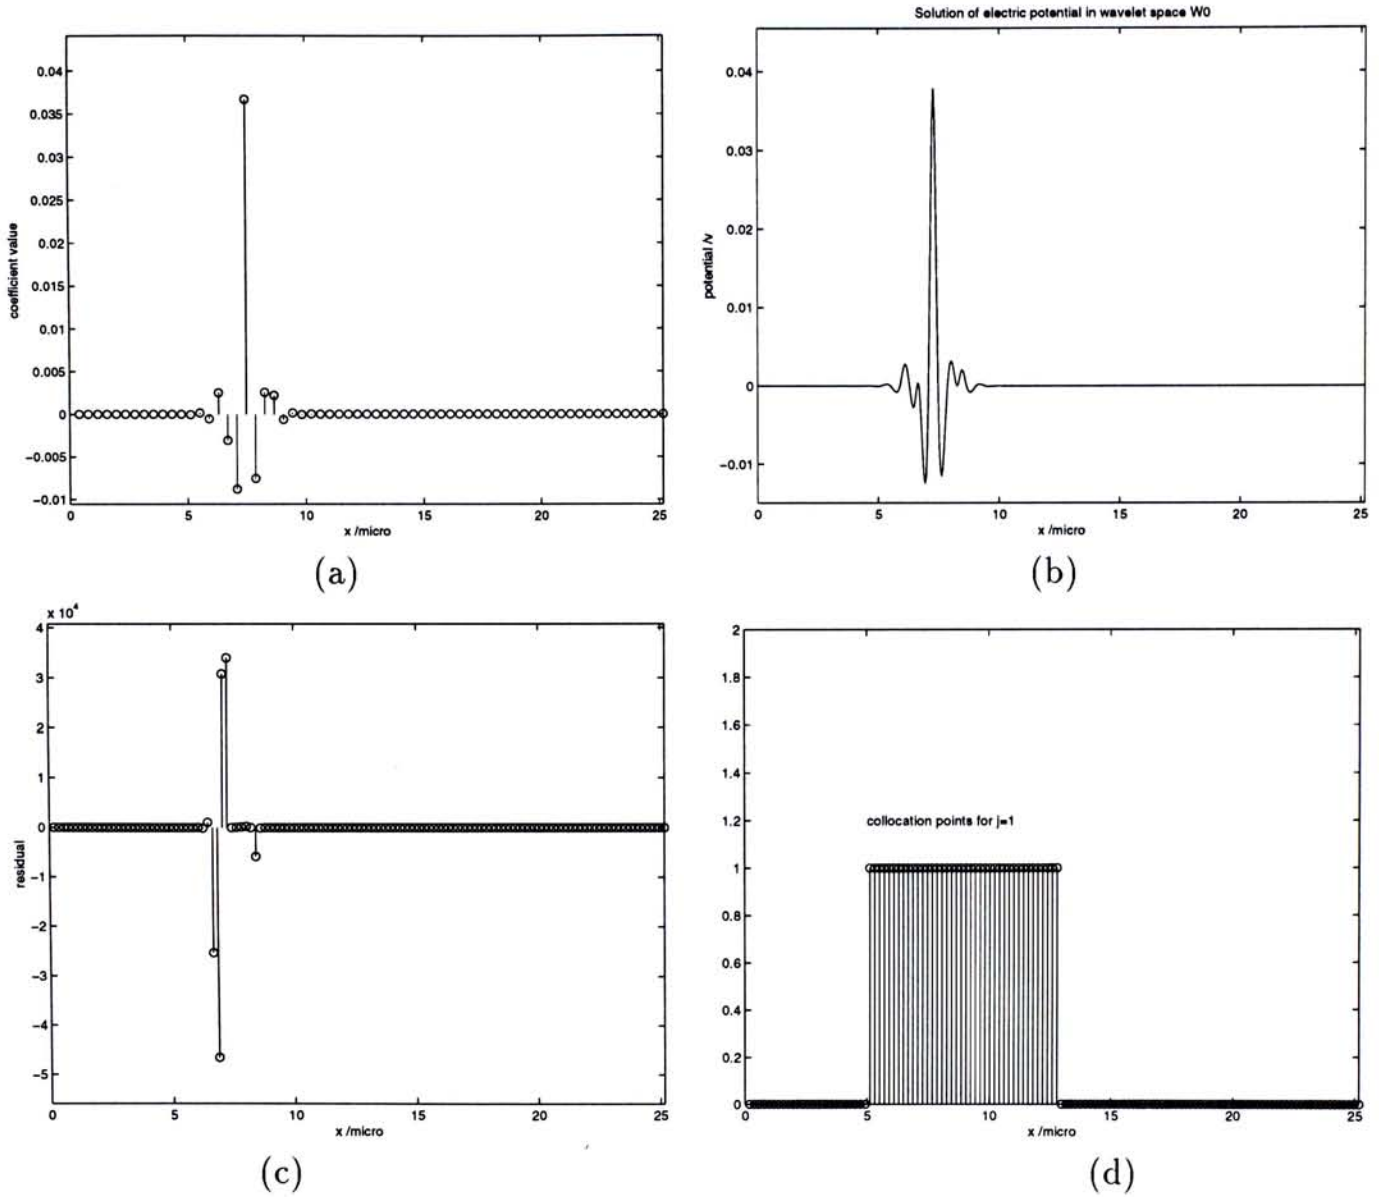 Solution of electric potential in wavelet space W0
0.04
0.035
0.03
0.025
0.02
0.015
0.01
0.005
0
−0.005
−0.01
coefficient value
0 5 10 15 20 25
x /micro
(a)
0.04
0.03
0.02
0.01
0
−0.01
potential /v
0 5 10 15 20 25
x /micro
(b)
x 10⁴
4
3
2
1
0
−1
−2
−3
−4
−5
residual
0 5 10 15 20 25
x /micro
(c)
2
1.8
1.6
1.4
1.2
1
0.8
0.6
0.4
0.2
0
collocation points for j=1
0 5 10 15 20 25
x /micro
(d)